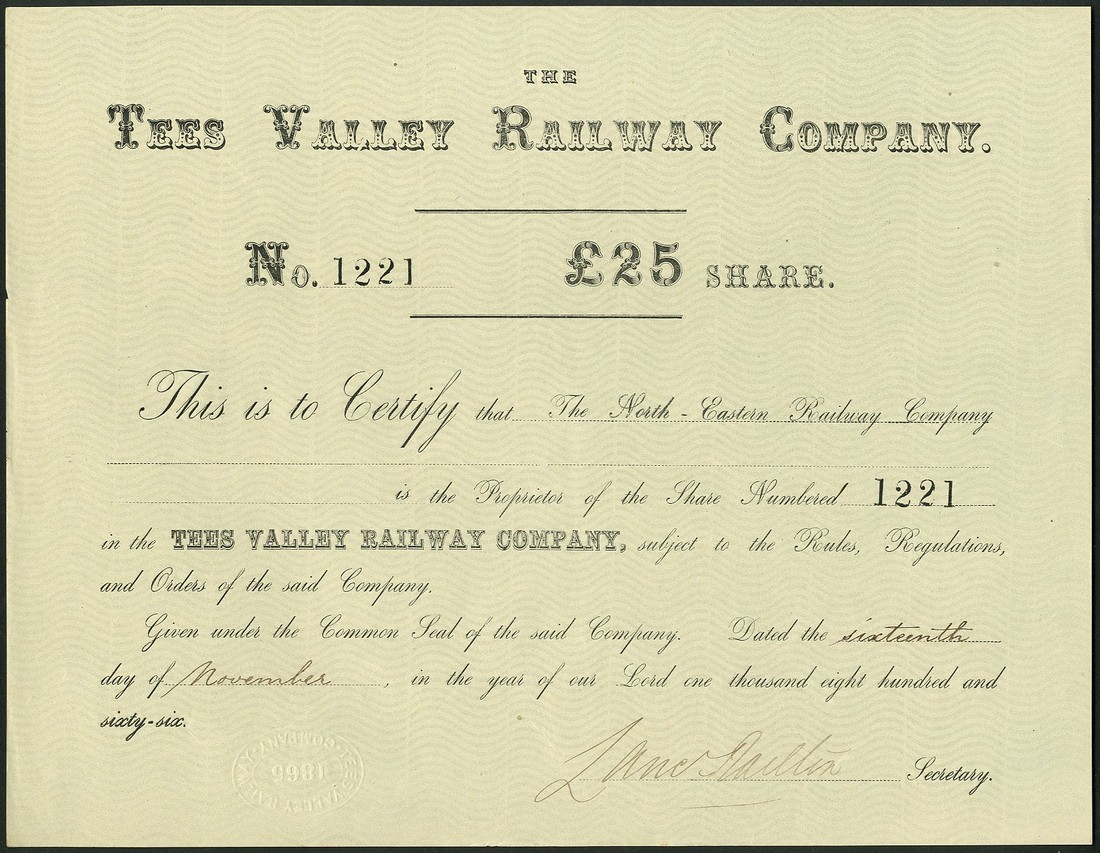 THE
TEES VALLEY RAILWAY COMPANY.
No. 1221 £25 SHARE.
This is to Certify that The North-Eastern Railway Company
is the Proprietor of the Share Numbered 1221
in the TEES VALLEY RAILWAY COMPANY, subject to the Rules, Regulations,
and Orders of the said Company.
Given under the Common Seal of the said Company. Dated the sixteenth
day of November, in the year of our Lord one thousand eight hundred and
sixty-six.
Secretary.